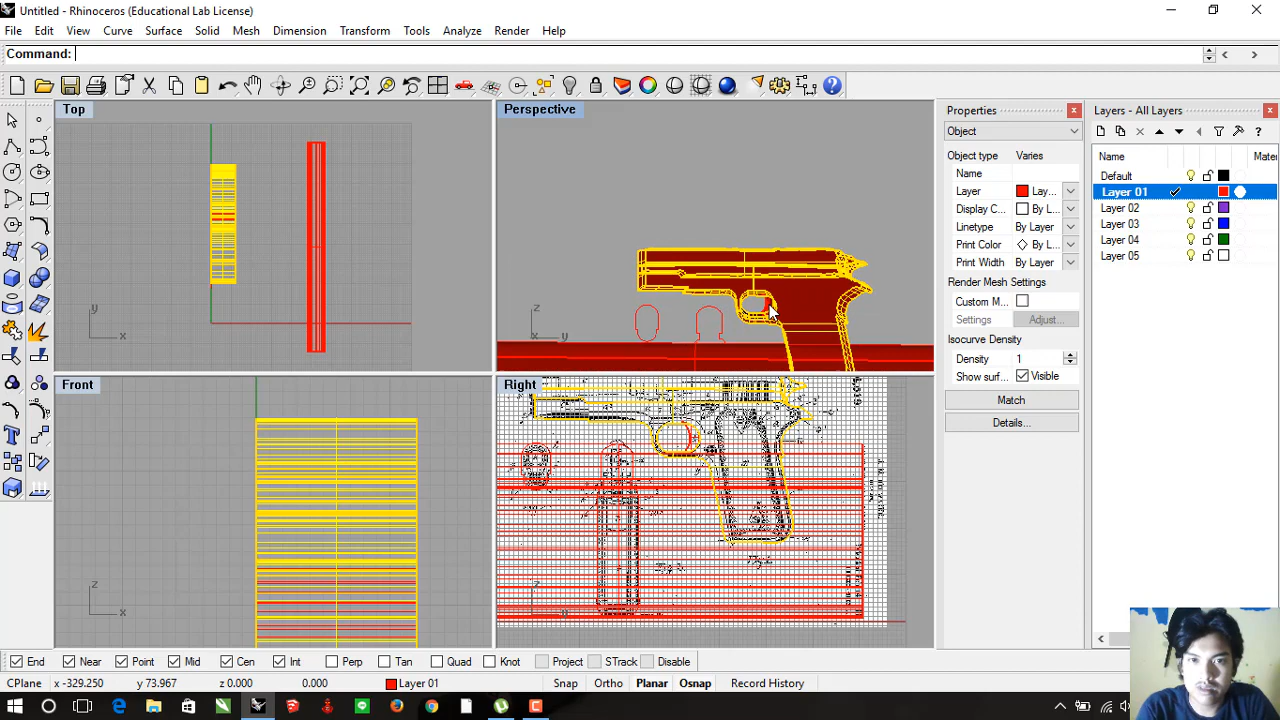 Untitled - Rhinoceros (Educational Lab License)
File Edit View Curve Surface Solid Mesh Dimension Transform Tools Analyze Render Help
Command:
Top
Perspective
Properties
Layers - All Layers
Object
Name Mater
Object type Varies
Default
Name
Layer 01
Layer Lay...
Layer 02
Display C... By L...
Layer 03
Linetype By Layer
Layer 04
Print Color By L...
Layer 05
Print Width By Layer
Render Mesh Settings
Custom M...
Settings Adjust...
Isocurve Density
Density 1
Show surf... Visible
Match
Details...
y
x
z
x y
Front
Right
z
x
z
End Near Point Mid Cen Int Perp Tan Quad Knot Project STrack Disable
CPlane x -329.250 y 73.967 z 0.000 0.000 Layer 01 Snap Ortho Planar Osnap Record History